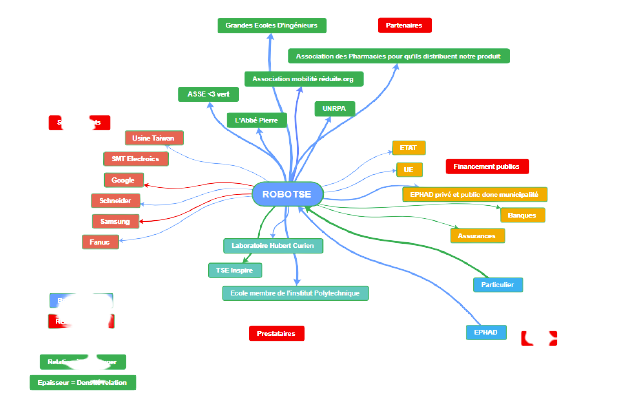 Grandes Ecoles D'ingénieurs
Partenaires
Association des Pharmacies pour qu'ils distribuent notre produit
Association mobilité réduite.org
ASSE <3 vert
UNRPA
L'Abbé Pierre
Usine Taiwan
ETAT
SMT Electroics
UE
Financement publics
Google
ROBOTSE
EPHAD privé et public donc municipalité
Schneider
Banques
Samsung
Assurances
Fanuc
Laboratoire Hubert Curien
TSE Inspire
Particulier
Ecole membre de l'institut Polytechnique
Prestataires
EPHAD
Epaisseur =